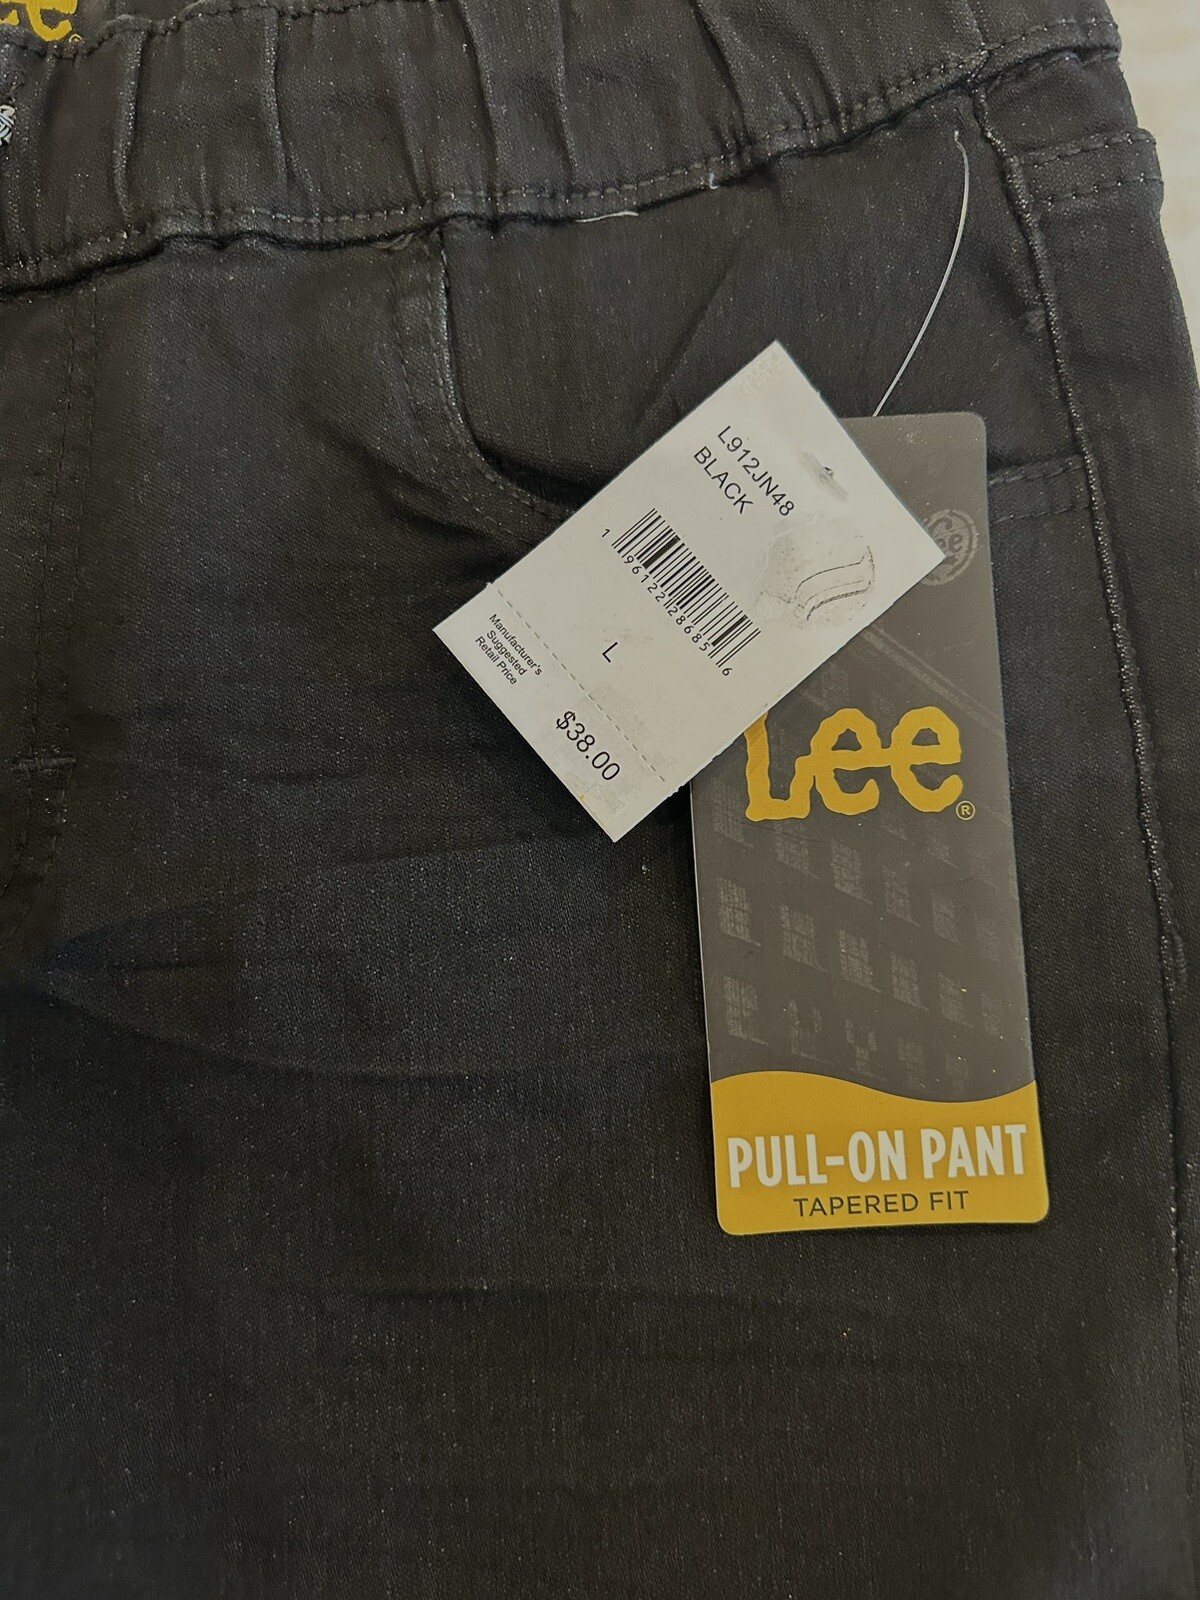 L912JN48
BLACK
1 96122 28685 6
L
Manufacturer's
Suggested
Retail Price
$38.00
Lee®
PULL-ON PANT
TAPERED FIT